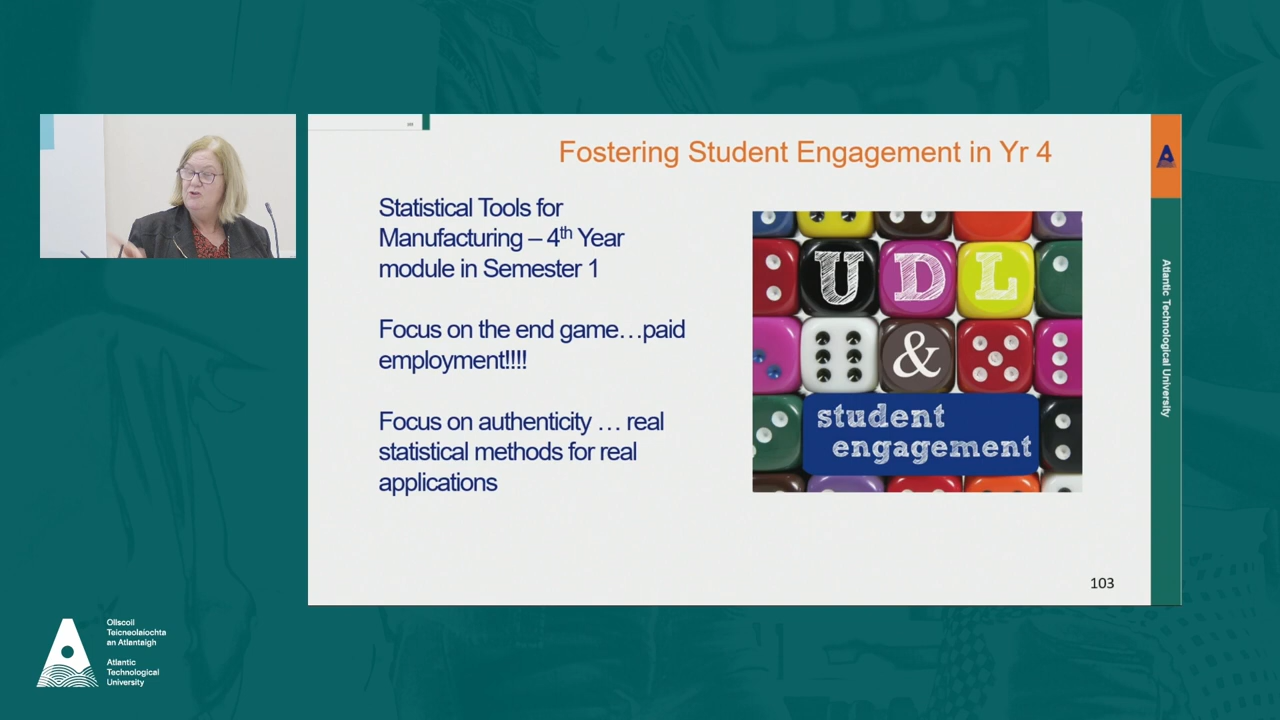 Fostering Student Engagement in Yr 4
Statistical Tools for
Manufacturing – 4th Year
module in Semester 1
Focus on the end game…paid
employment!!!!
Focus on authenticity … real
statistical methods for real
applications
U D L
&
student
engagement
103
Atlantic Technological University
Ollscoil
Teicneolaíochta
an Atlantaigh
Atlantic
Technological
University